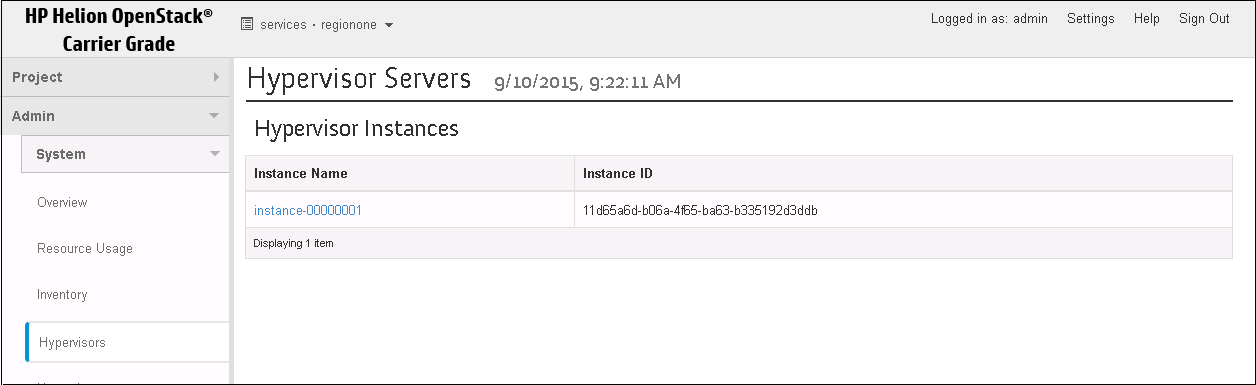 HP Helion OpenStack®
Carrier Grade
services • regionone
Logged in as: admin Settings Help Sign Out
Project
Admin
System
Overview
Resource Usage
Inventory
Hypervisors
Hypervisor Servers 9/10/2015, 9:22:11 AM
Hypervisor Instances
Instance Name Instance ID
instance-00000001 11d65a6d-b06a-4f65-ba63-b335192d3ddb
Displaying 1 item